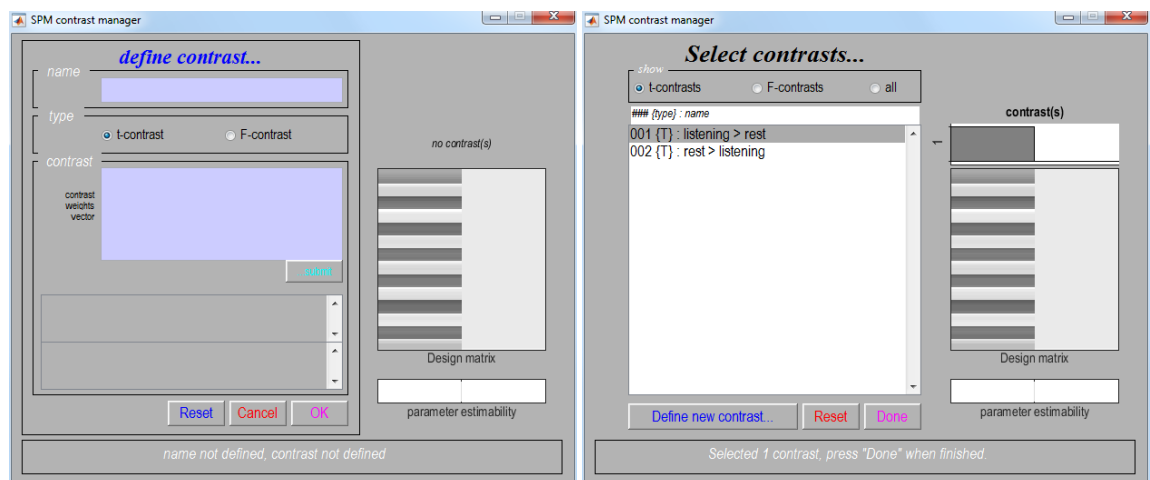 SPM contrast manager
define contrast...
name
type
t-contrast
F-contrast
contrast
contrast
weights
vector
submit
Reset
Cancel
OK
name not defined, contrast not defined
no contrast(s)
Design matrix
parameter estimability
SPM contrast manager
Select contrasts...
show
t-contrasts
F-contrasts
all
### {type} : name
001 {T} : listening > rest
002 {T} : rest > listening
Define new contrast...
Reset
Done
Selected 1 contrast, press "Done" when finished.
contrast(s)
1
Design matrix
parameter estimability